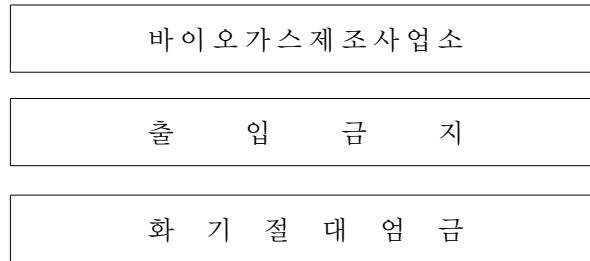 바이오가스제조사업소
출 입 금 지
화 기 절 대 엄 금